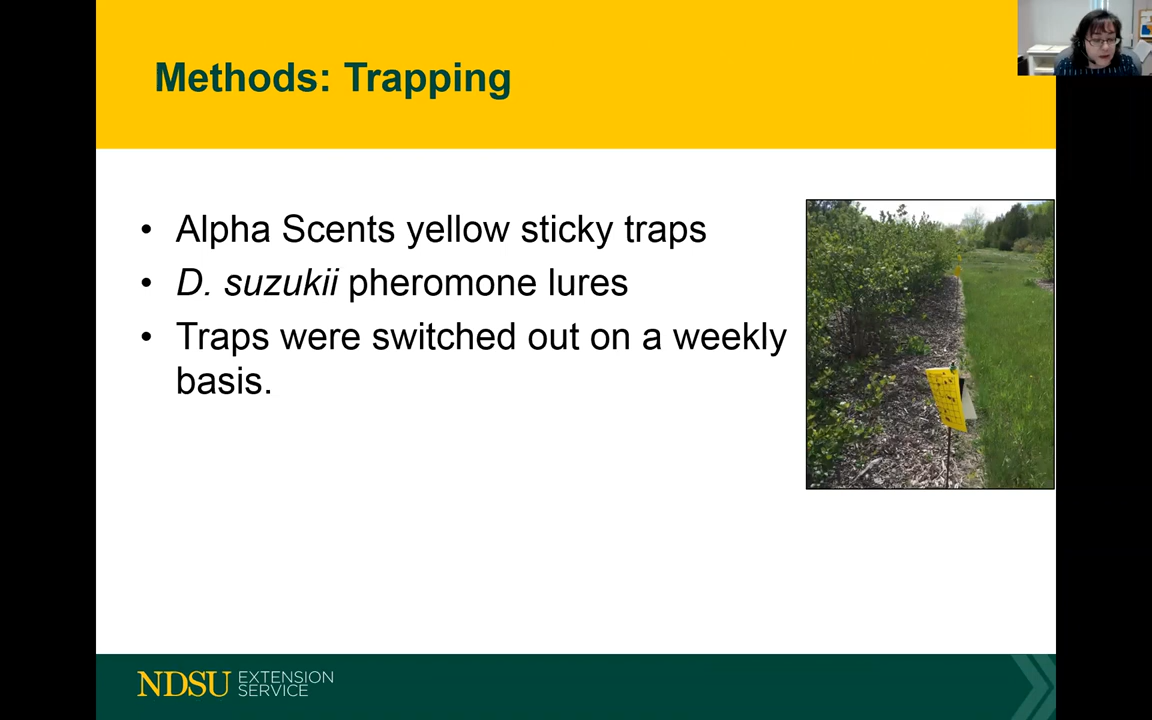 Methods: Trapping
• Alpha Scents yellow sticky traps
• D. suzukii pheromone lures
• Traps were switched out on a weekly
basis.
NDSU EXTENSION
SERVICE